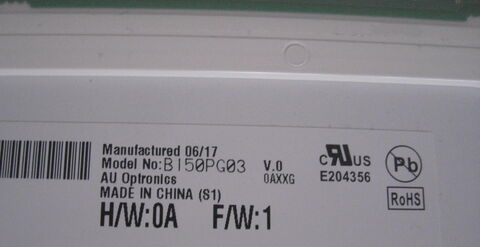 Manufactured 06/17
Model No:B150PG03 V.0
AU Optronics 0AXXG
MADE IN CHINA (S1)
H/W:0A F/W:1
c RU US
E204356
Pb
RoHS